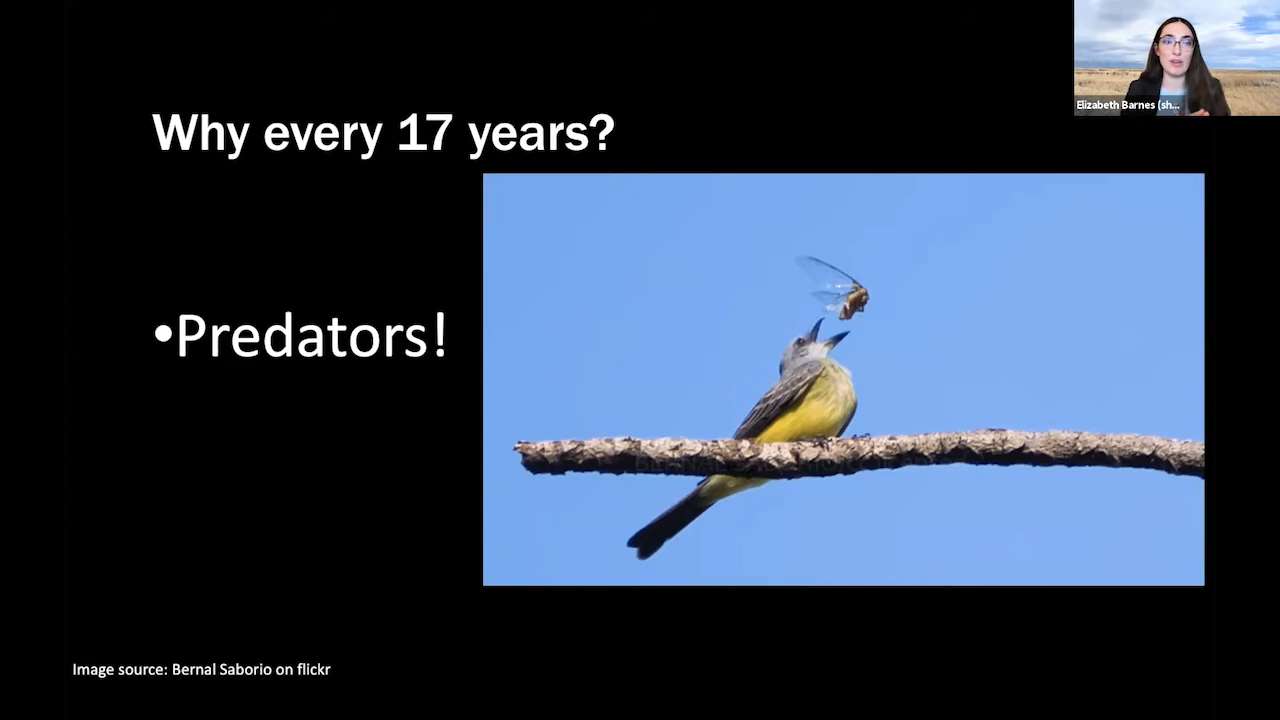 Elizabeth Barnes (sh...
Why every 17 years?
•Predators!
Image source: Bernal Saborio on flickr